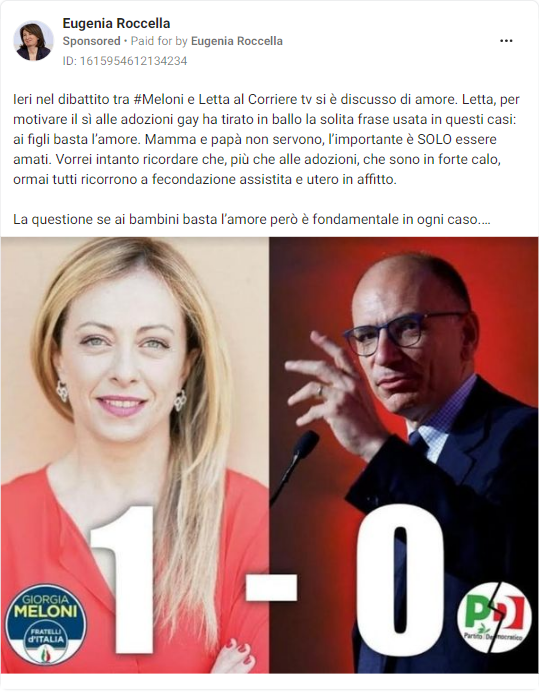 Eugenia Roccella
Sponsored • Paid for by Eugenia Roccella
ID: 1615954612134234
Ieri nel dibattito tra #Meloni e Letta al Corriere tv si è discusso di amore. Letta, per
motivare il sì alle adozioni gay ha tirato in ballo la solita frase usata in questi casi:
ai figli basta l’amore. Mamma e papà non servono, l’importante è SOLO essere
amati. Vorrei intanto ricordare che, più che alle adozioni, che sono in forte calo,
ormai tutti ricorrono a fecondazione assistita e utero in affitto.
La questione se ai bambini basta l’amore però è fondamentale in ogni caso....
1 - 0
GIORGIA
MELONI
FRATELLI
d'ITALIA
PD
Partito Democratico